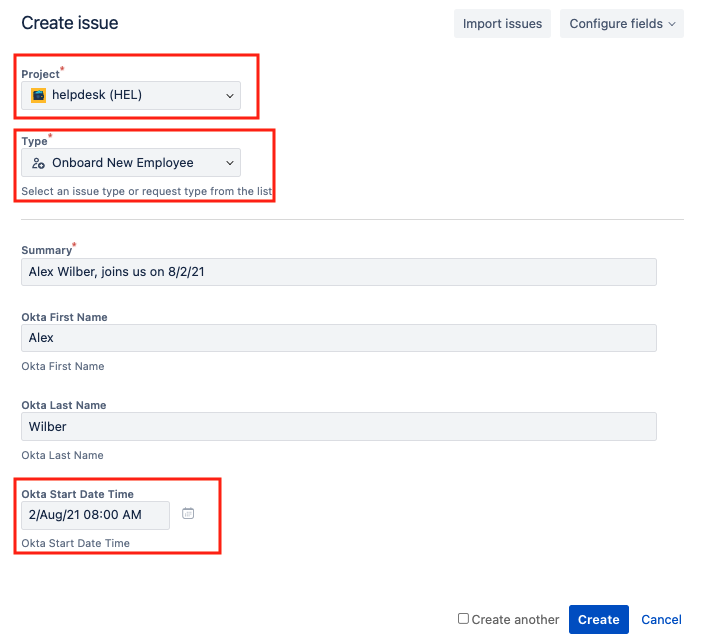 Create issue
Import issues
Configure fields
Project*
helpdesk (HEL)
Type*
Onboard New Employee
Select an issue type or request type from the list
Summary*
Alex Wilber, joins us on 8/2/21
Okta First Name
Alex
Okta First Name
Okta Last Name
Wilber
Okta Last Name
Okta Start Date Time
2/Aug/21 08:00 AM
Okta Start Date Time
Create another
Create
Cancel